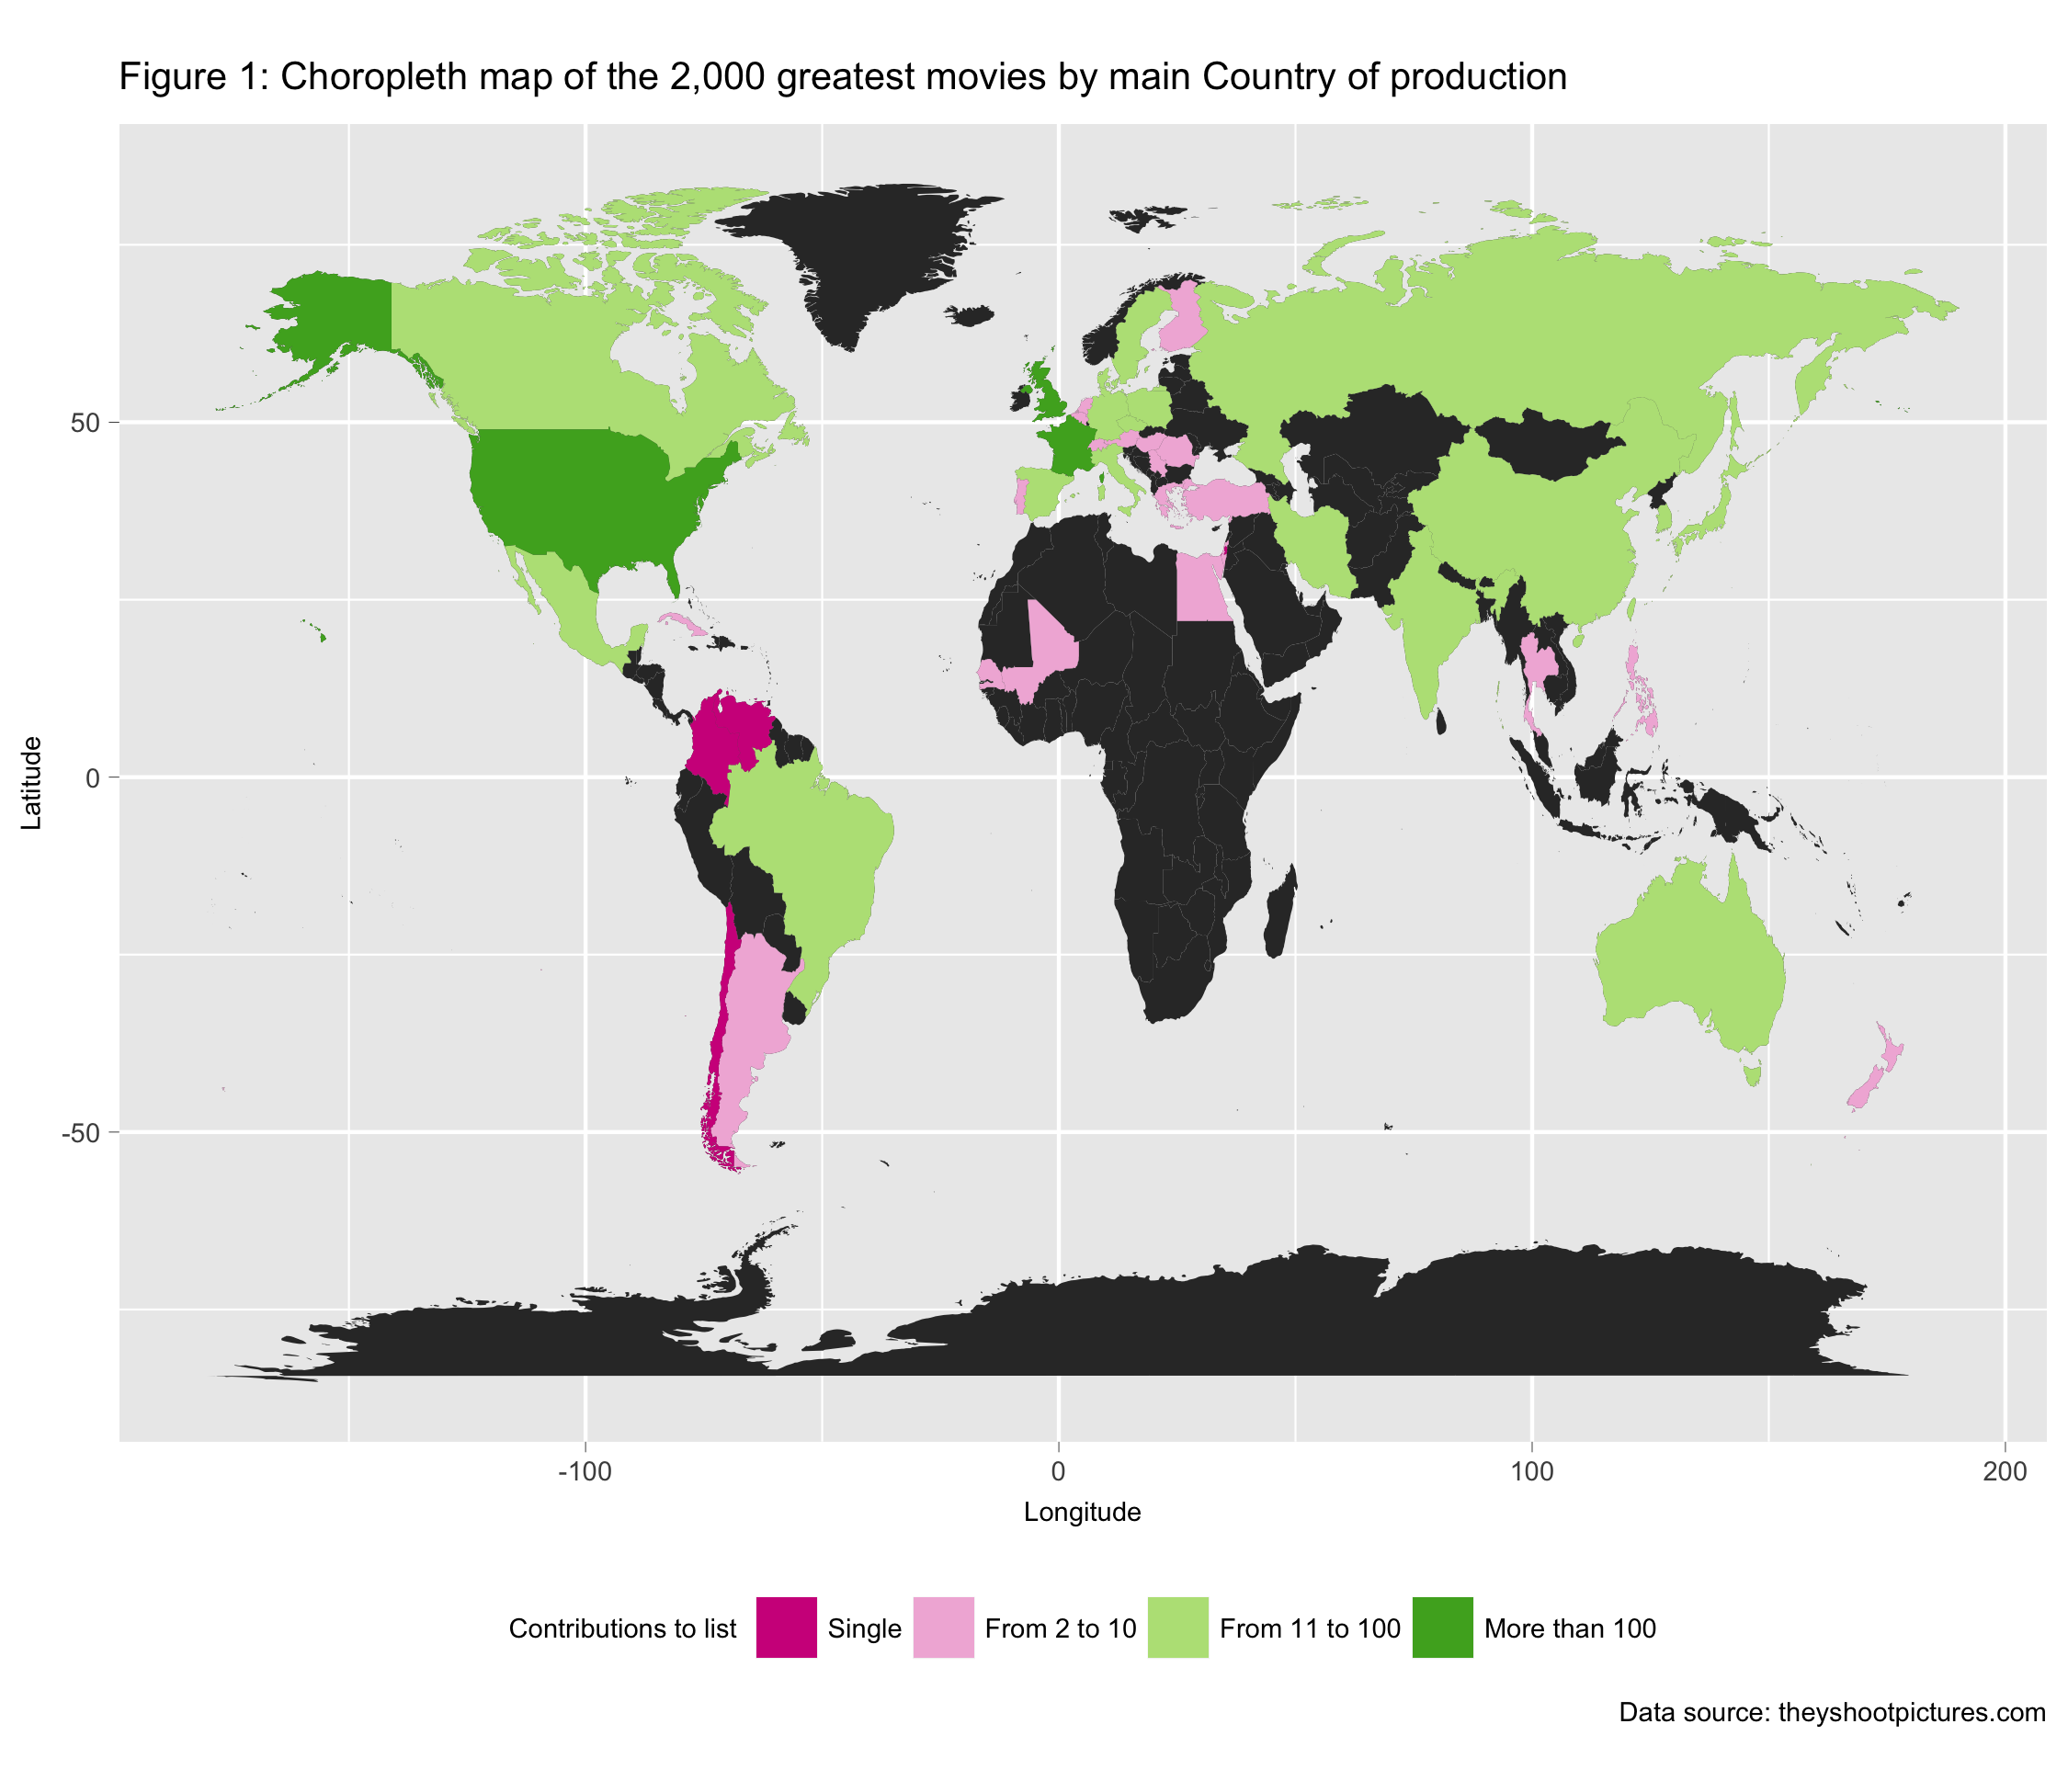 Figure 1: Choropleth map of the 2,000 greatest movies by main Country of production
Latitude
50
0
-50
-100 0 100 200
Longitude
Contributions to list Single From 2 to 10 From 11 to 100 More than 100
Data source: theyshootpictures.com